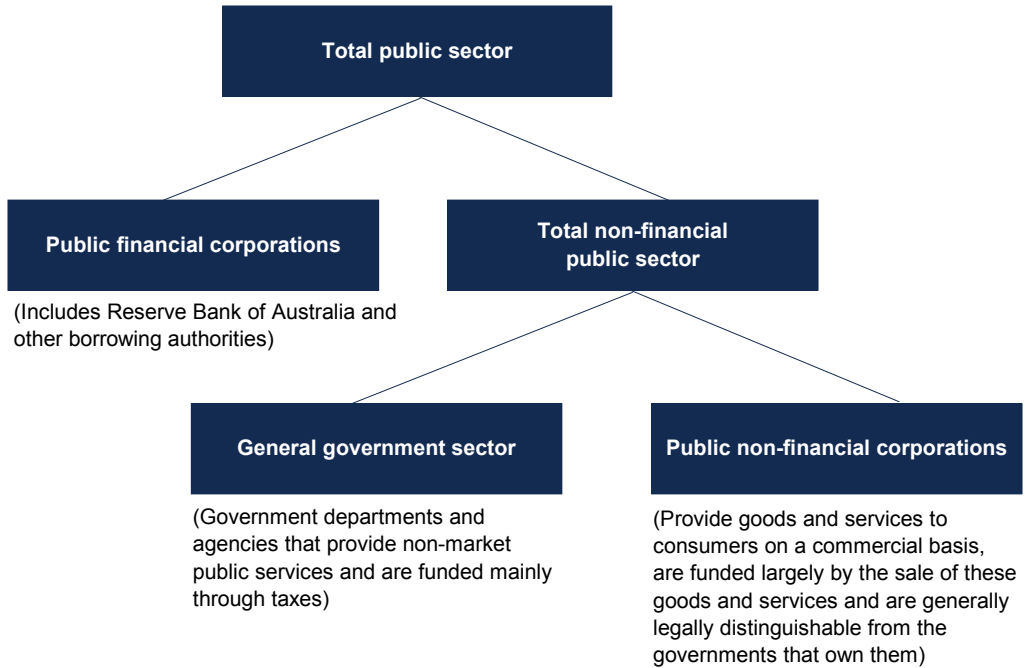 Total public sector
Public financial corporations
Total non-financial
public sector
(Includes Reserve Bank of Australia and
other borrowing authorities)
General government sector
Public non-financial corporations
(Government departments and
agencies that provide non-market
public services and are funded mainly
through taxes)
(Provide goods and services to
consumers on a commercial basis,
are funded largely by the sale of these
goods and services and are generally
legally distinguishable from the
governments that own them)